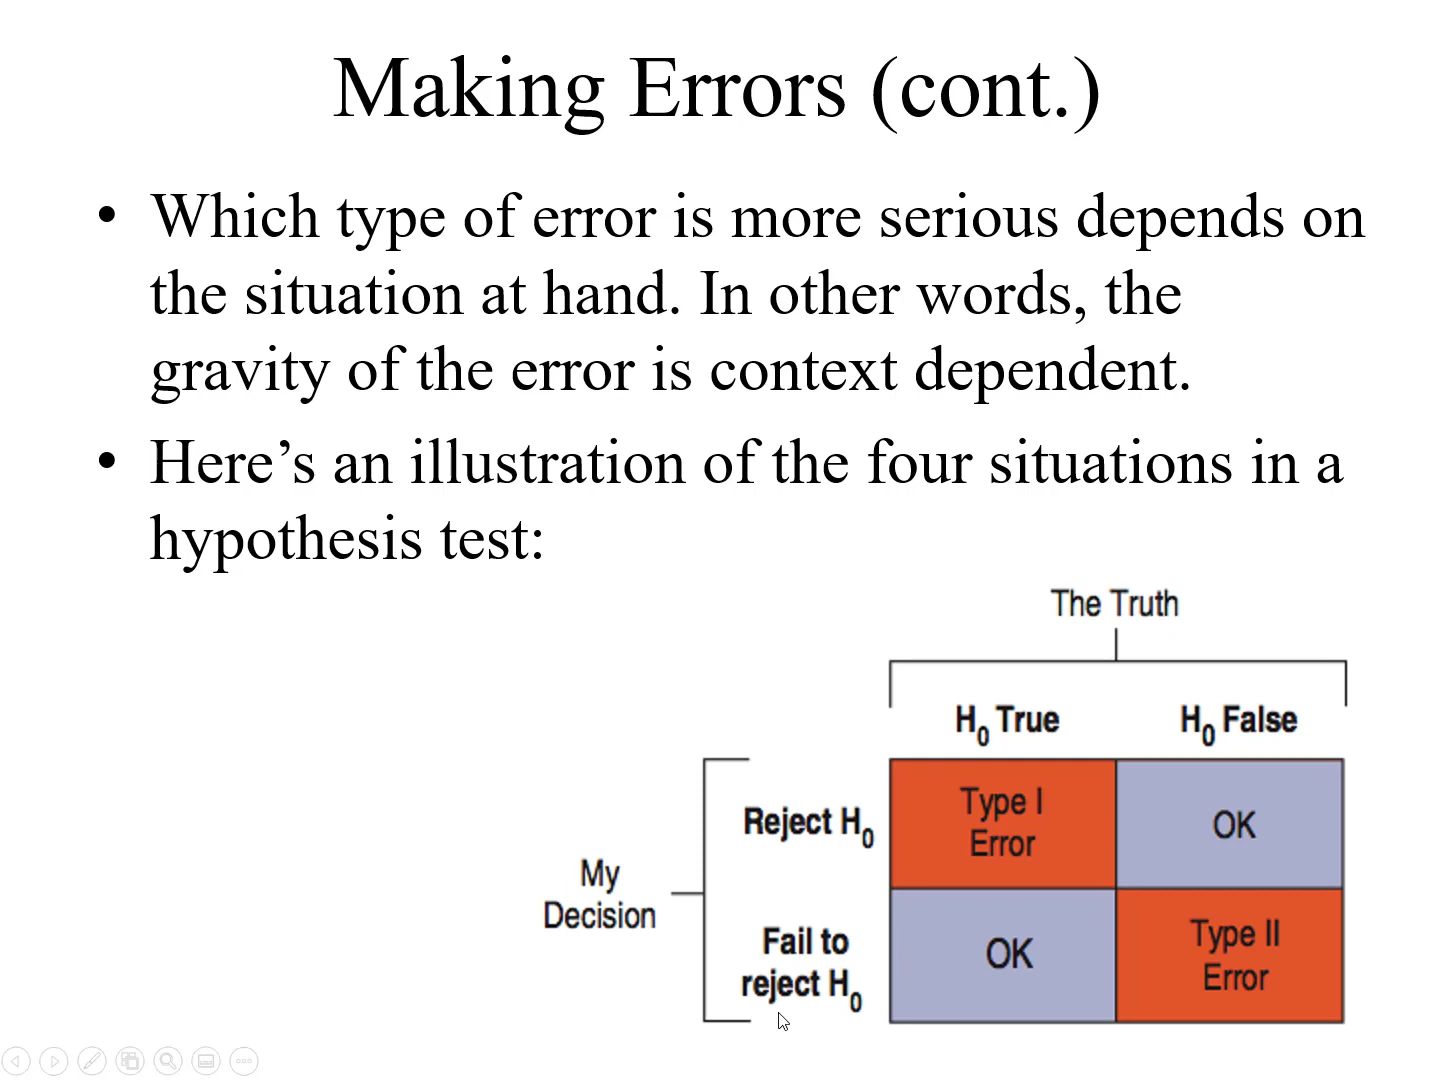 Making Errors (cont.)
• Which type of error is more serious depends on
the situation at hand. In other words, the
gravity of the error is context dependent.
• Here’s an illustration of the four situations in a
hypothesis test:
The Truth
H₀ True
H₀ False
My
Decision
Reject H₀
Type I
Error
OK
Fail to
reject H₀
OK
Type II
Error